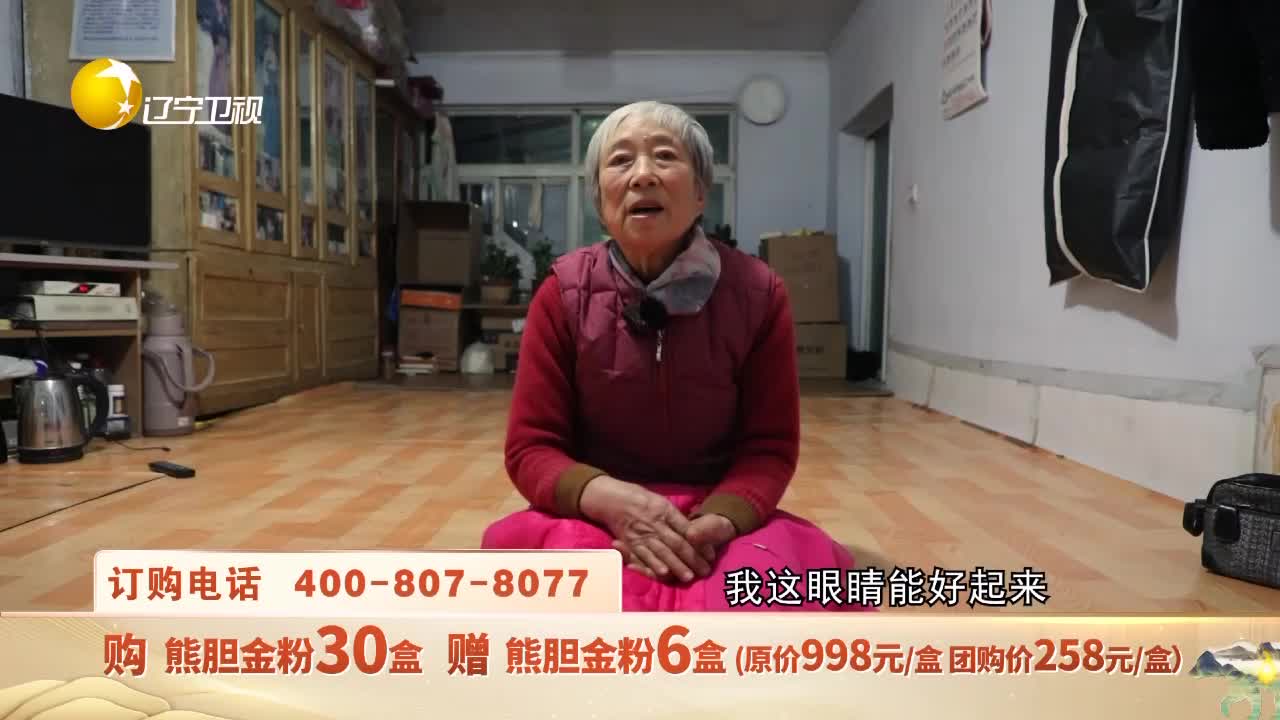 辽宁卫视
我这眼睛能好起来
订购电话 400-807-8077
购 熊胆金粉30盒 赠 熊胆金粉6盒 (原价998元/盒 团购价258元/盒)